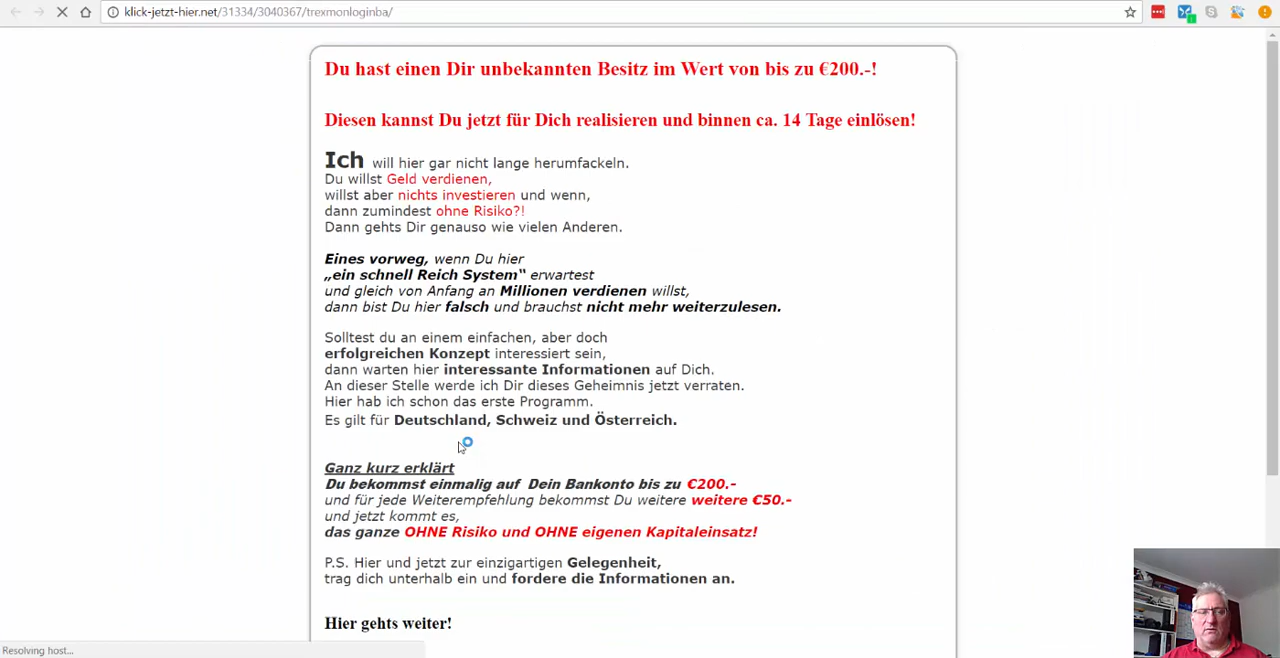 klick-jetzt-hier.net/31334/3040367/trexmonloginba/
Du hast einen Dir unbekannten Besitz im Wert von bis zu €200.-!
Diesen kannst Du jetzt für Dich realisieren und binnen ca. 14 Tage einlösen!
Ich will hier gar nicht lange herumfackeln.
Du willst Geld verdienen,
willst aber nichts investieren und wenn,
dann zumindest ohne Risiko?!
Dann gehts Dir genauso wie vielen Anderen.
Eines vorweg, wenn Du hier
„ein schnell Reich System“ erwartest
und gleich von Anfang an Millionen verdienen willst,
dann bist Du hier falsch und brauchst nicht mehr weiterzulesen.
Solltest du an einem einfachen, aber doch
erfolgreichen Konzept interessiert sein,
dann warten hier interessante Informationen auf Dich.
An dieser Stelle werde ich Dir dieses Geheimnis jetzt verraten.
Hier hab ich schon das erste Programm.
Es gilt für Deutschland, Schweiz und Österreich.
Ganz kurz erklärt
Du bekommst einmalig auf Dein Bankonto bis zu €200.-
und für jede Weiterempfehlung bekommst Du weitere weitere €50.-
und jetzt kommt es,
das ganze OHNE Risiko und OHNE eigenen Kapitaleinsatz!
P.S. Hier und jetzt zur einzigartigen Gelegenheit,
trag dich unterhalb ein und fordere die Informationen an.
Hier gehts weiter!
Resolving host...